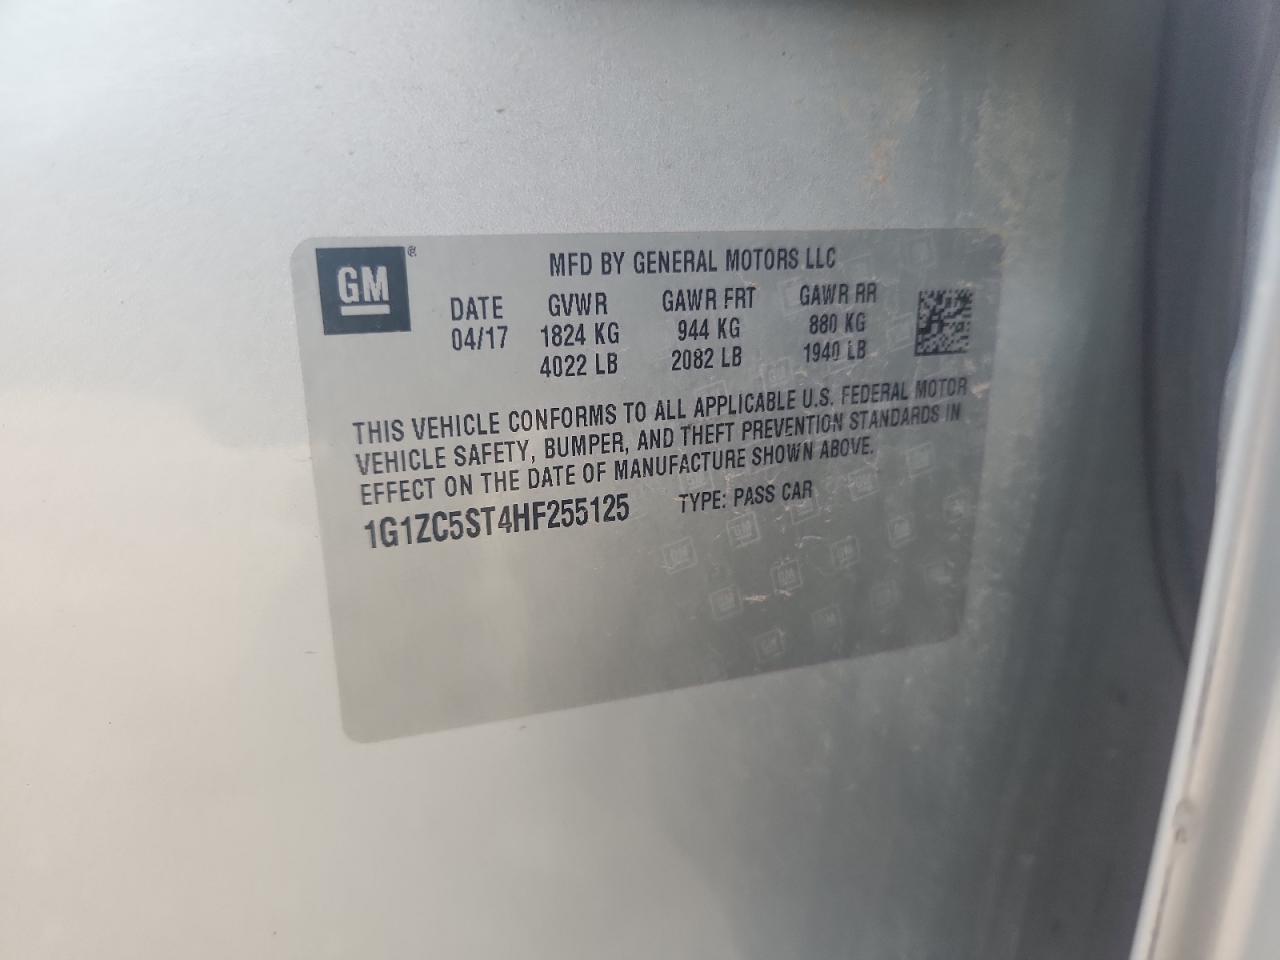 GM®
MFD BY GENERAL MOTORS LLC
DATE GVWR GAWR FRT GAWR RR
04/17 1824 KG 944 KG 880 KG
4022 LB 2082 LB 1940 LB
THIS VEHICLE CONFORMS TO ALL APPLICABLE U.S. FEDERAL MOTOR
VEHICLE SAFETY, BUMPER, AND THEFT PREVENTION STANDARDS IN
EFFECT ON THE DATE OF MANUFACTURE SHOWN ABOVE.
1G1ZC5ST4HF255125 TYPE: PASS CAR